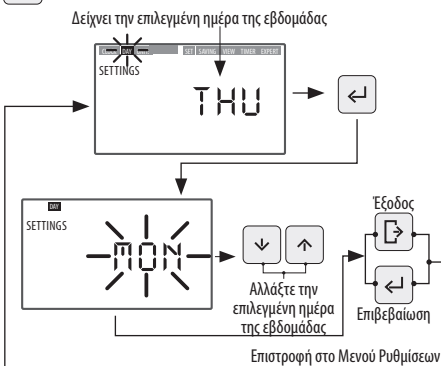 Δείχνει την επιλεγμένη ημέρα της εβδομάδας
DAY SET SAVING VIEW TIMER EXPERT
SETTINGS
THU
DAY
SETTINGS
MON
Έξοδος
Αλλάξτε την
επιλεγμένη ημέρα
της εβδομάδας
Επιβεβαίωση
Επιστροφή στο Μενού Ρυθμίσεων